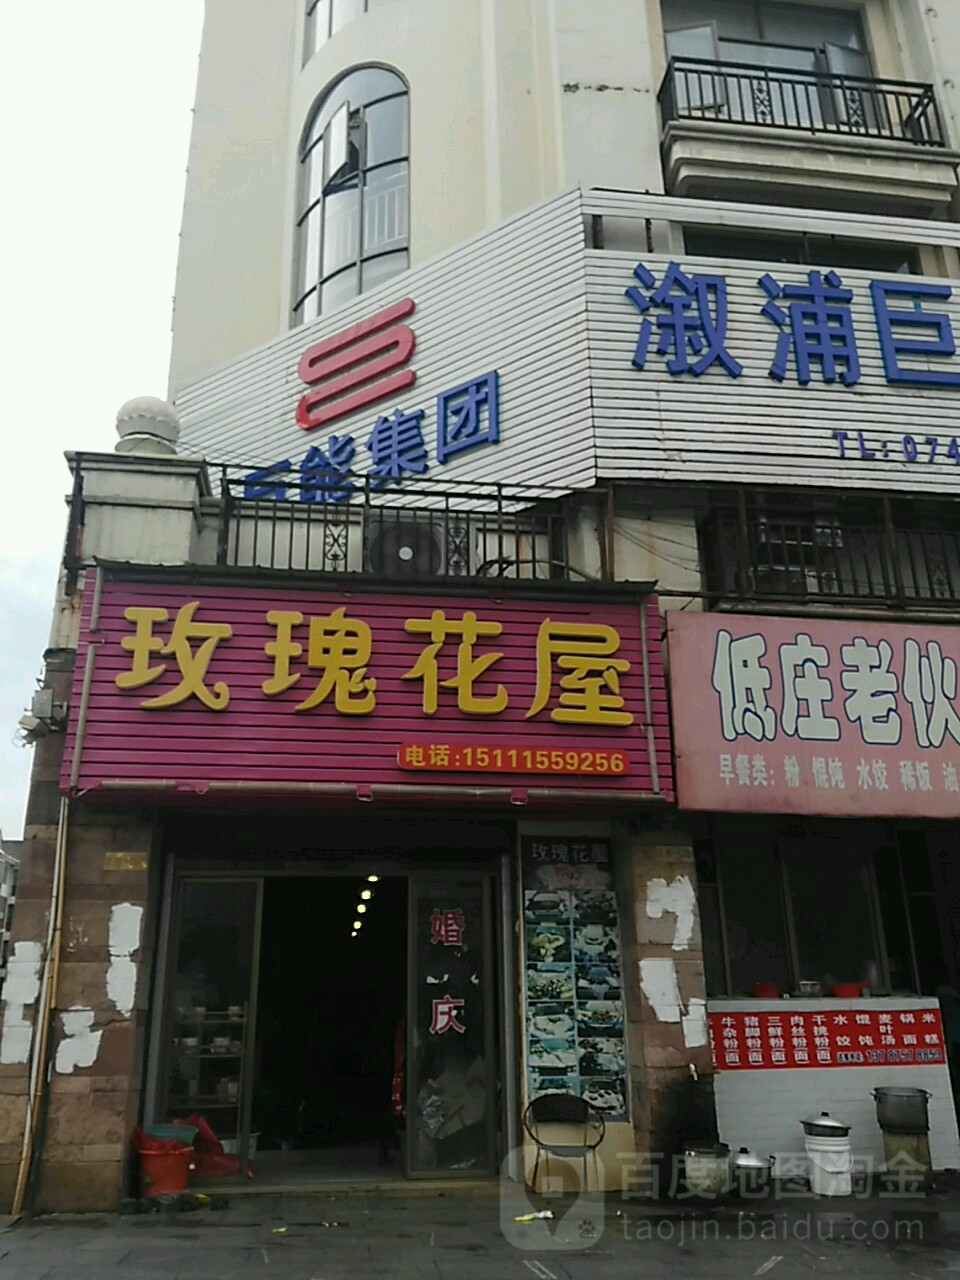 溆浦巨
TL:074
能集团
玫瑰花屋
电话:15111559256
低庄老伙
早餐类: 粉 馄饨 水饺 稀饭 油
玫瑰花屋
婚
庆
牛 猪 三 肉 干 水 馄 麦 锅 米
杂 脚 鲜 丝 挑 叶
粉 粉 粉 粉 粉 饺 饨 汤 面 糕
面 面 面 面 面
13787578853
百度地图淘金
taojin.baidu.com